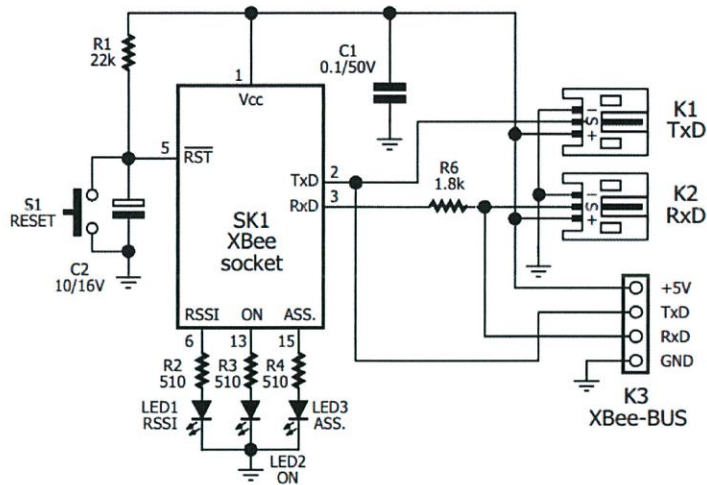 R1
22k
C1
0.1/50V
1
Vcc
K1
TxD
I
S
+
5
RST
2
TxD
R6
1.8k
3
RxD
K2
RxD
I
S
+
S1
RESET
SK1
XBee
socket
C2
10/16V
+5V
TxD
RxD
GND
RSSI
ON
ASS.
6
13
15
R2
510
R3
510
R4
510
K3
XBee-BUS
LED1
RSSI
LED3
ASS.
LED2
ON